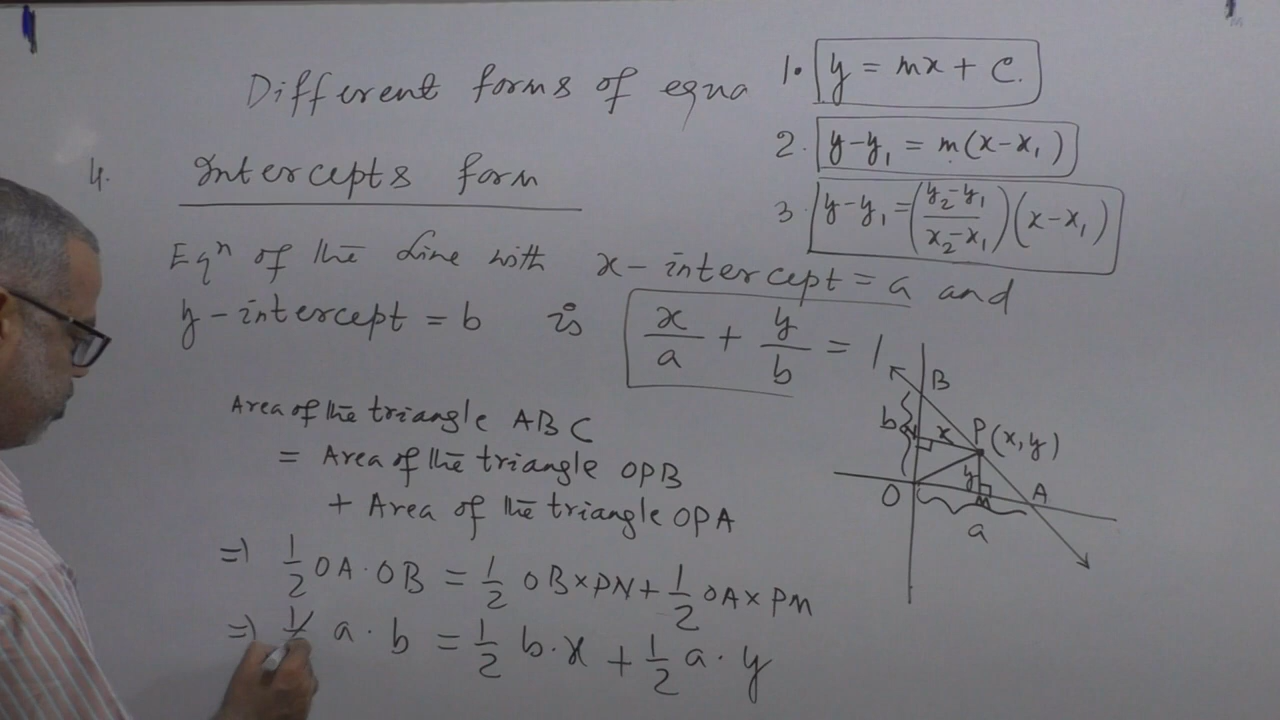 Different forms of equa
1. y = mx + c.
2. y-y₁ = m(x-x₁)
3. y-y₁ = ((y₂-y₁)/(x₂-x₁))(x-x₁)
4. Intercepts form
Eqⁿ of the line with x-intercept = a and
y-intercept = b is x/a + y/b = 1
Area of the triangle ABC
= Area of the triangle OPB
+ Area of the triangle OPA
⇒ 1/2 OA·OB = 1/2 OB×PN + 1/2 OA×PM
⇒ 1/2 a·b = 1/2 b·x + 1/2 a·y
B
b N x P(x,y)
y
O M A
a